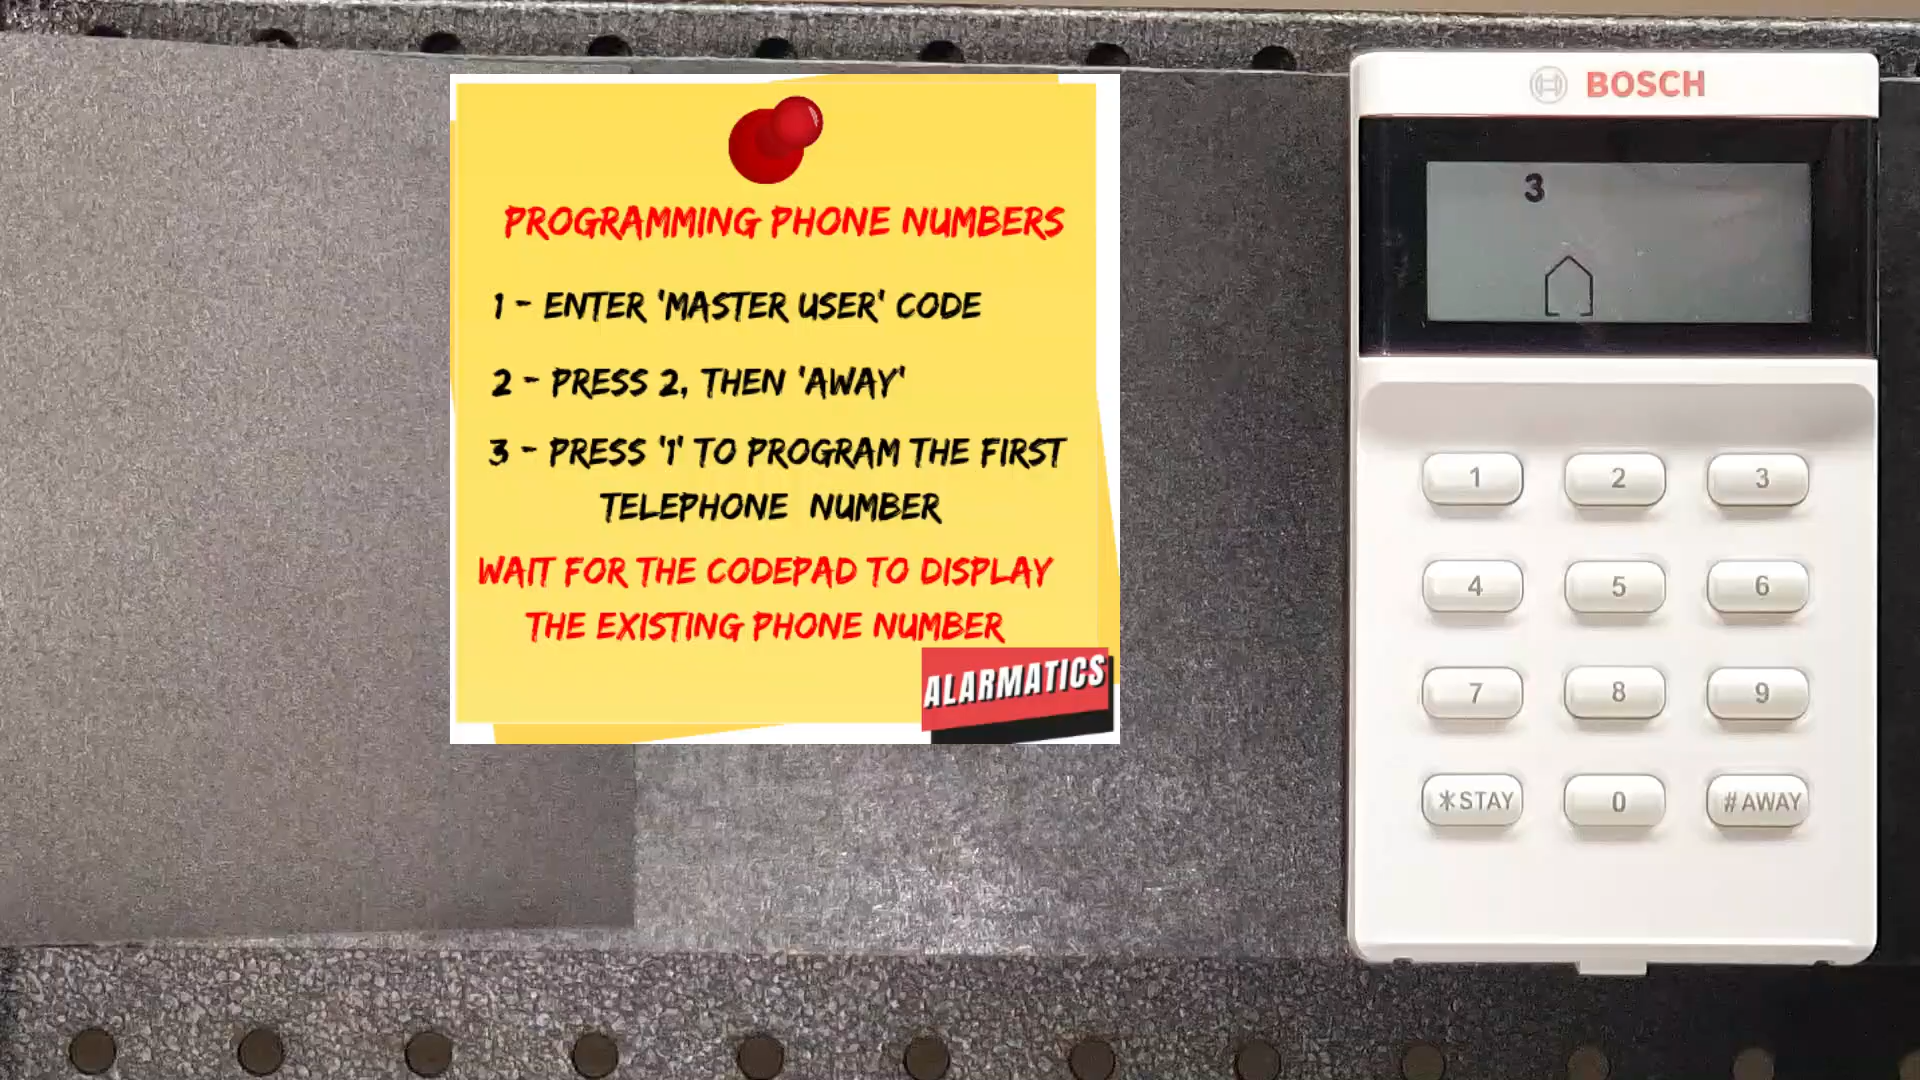 PROGRAMMING PHONE NUMBERS
1 - ENTER 'MASTER USER' CODE
2 - PRESS 2, THEN 'AWAY'
3 - PRESS '1' TO PROGRAM THE FIRST
TELEPHONE NUMBER
WAIT FOR THE CODEPAD TO DISPLAY
THE EXISTING PHONE NUMBER
ALARMATICS
BOSCH
3
1 2 3
4 5 6
7 8 9
*STAY 0 #AWAY